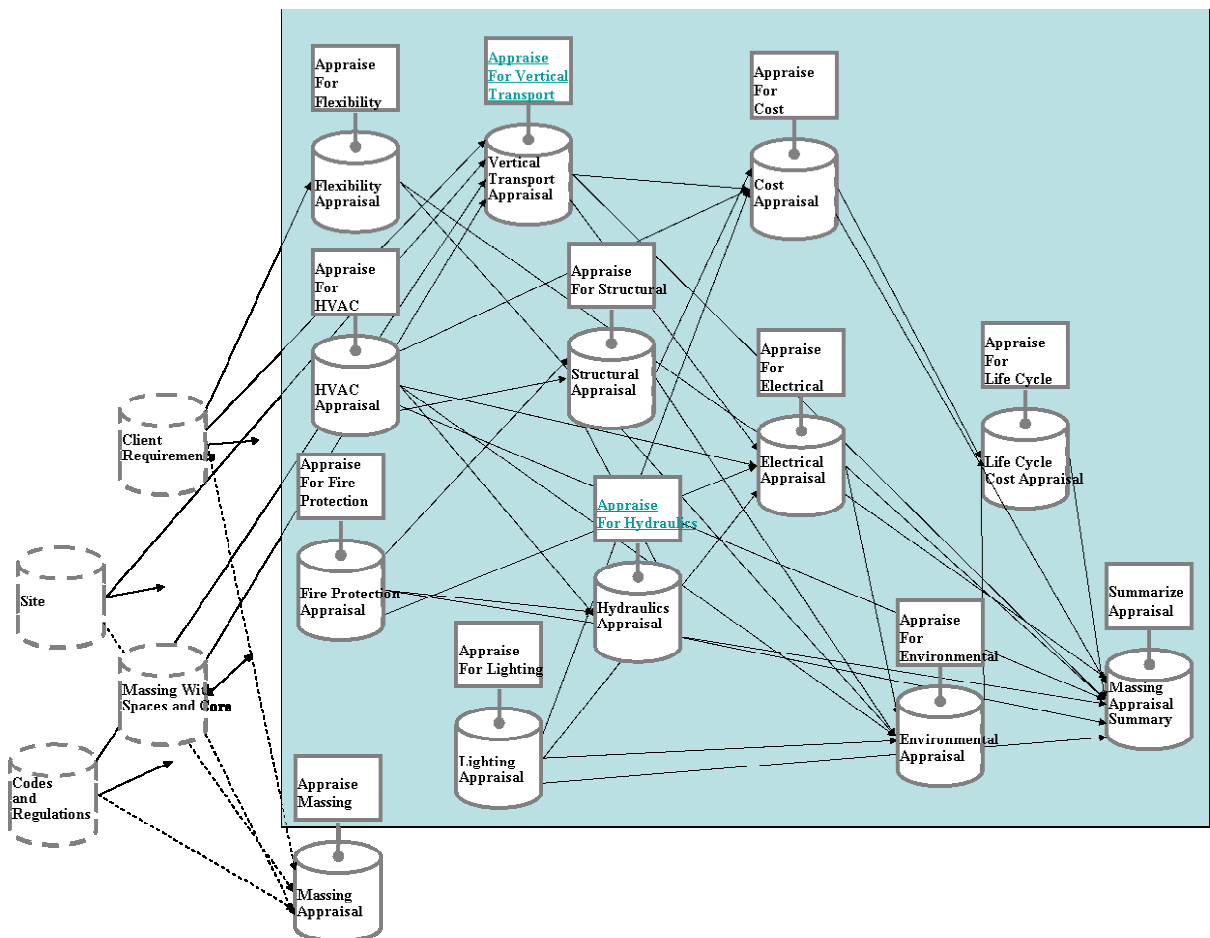 Appraise
For
Flexibility
Appraise
For Vertical
Transport
Appraise
For
Cost
Flexibility
Appraisal
Vertical
Transport
Appraisal
Cost
Appraisal
Appraise
For
HVAC
Appraise
For Structural
HVAC
Appraisal
Structural
Appraisal
Appraise
For
Electrical
Appraise
For
Life Cycle
Client
Requirement
Appraise
For Fire
Protection
Electrical
Appraisal
Life Cycle
Cost Appraisal
Appraise
For Hydraulics
Site
Fire Protection
Appraisal
Hydraulics
Appraisal
Summarize
Appraisal
Appraise
For Lighting
Appraise
For
Environmental
Massing With
Spaces and Core
Massing
Appraisal
Summary
Lighting
Appraisal
Environmental
Appraisal
Codes
and
Regulations
Appraise
Massing
Massing
Appraisal